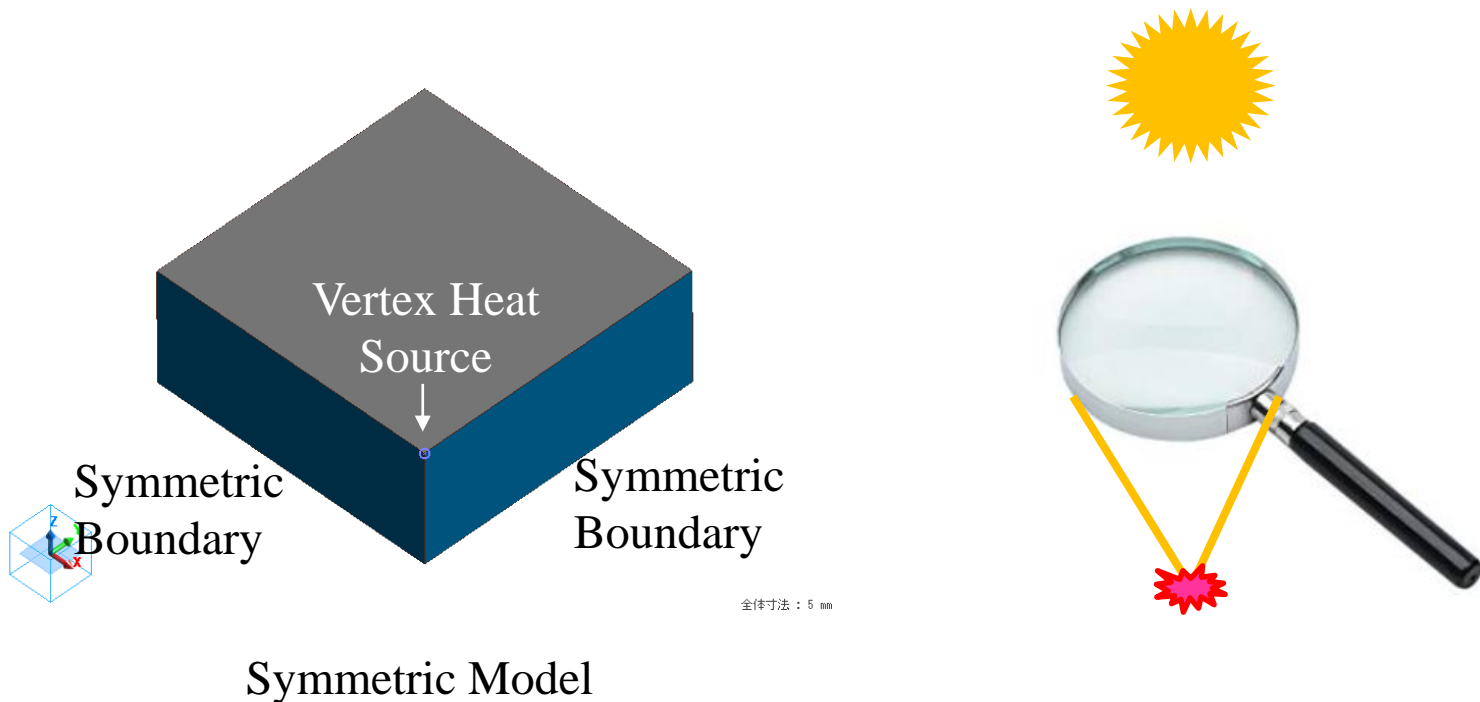 Vertex Heat
Source
Symmetric
Boundary
Symmetric
Boundary
Z
X
全体寸法 : 5 mm
Symmetric Model